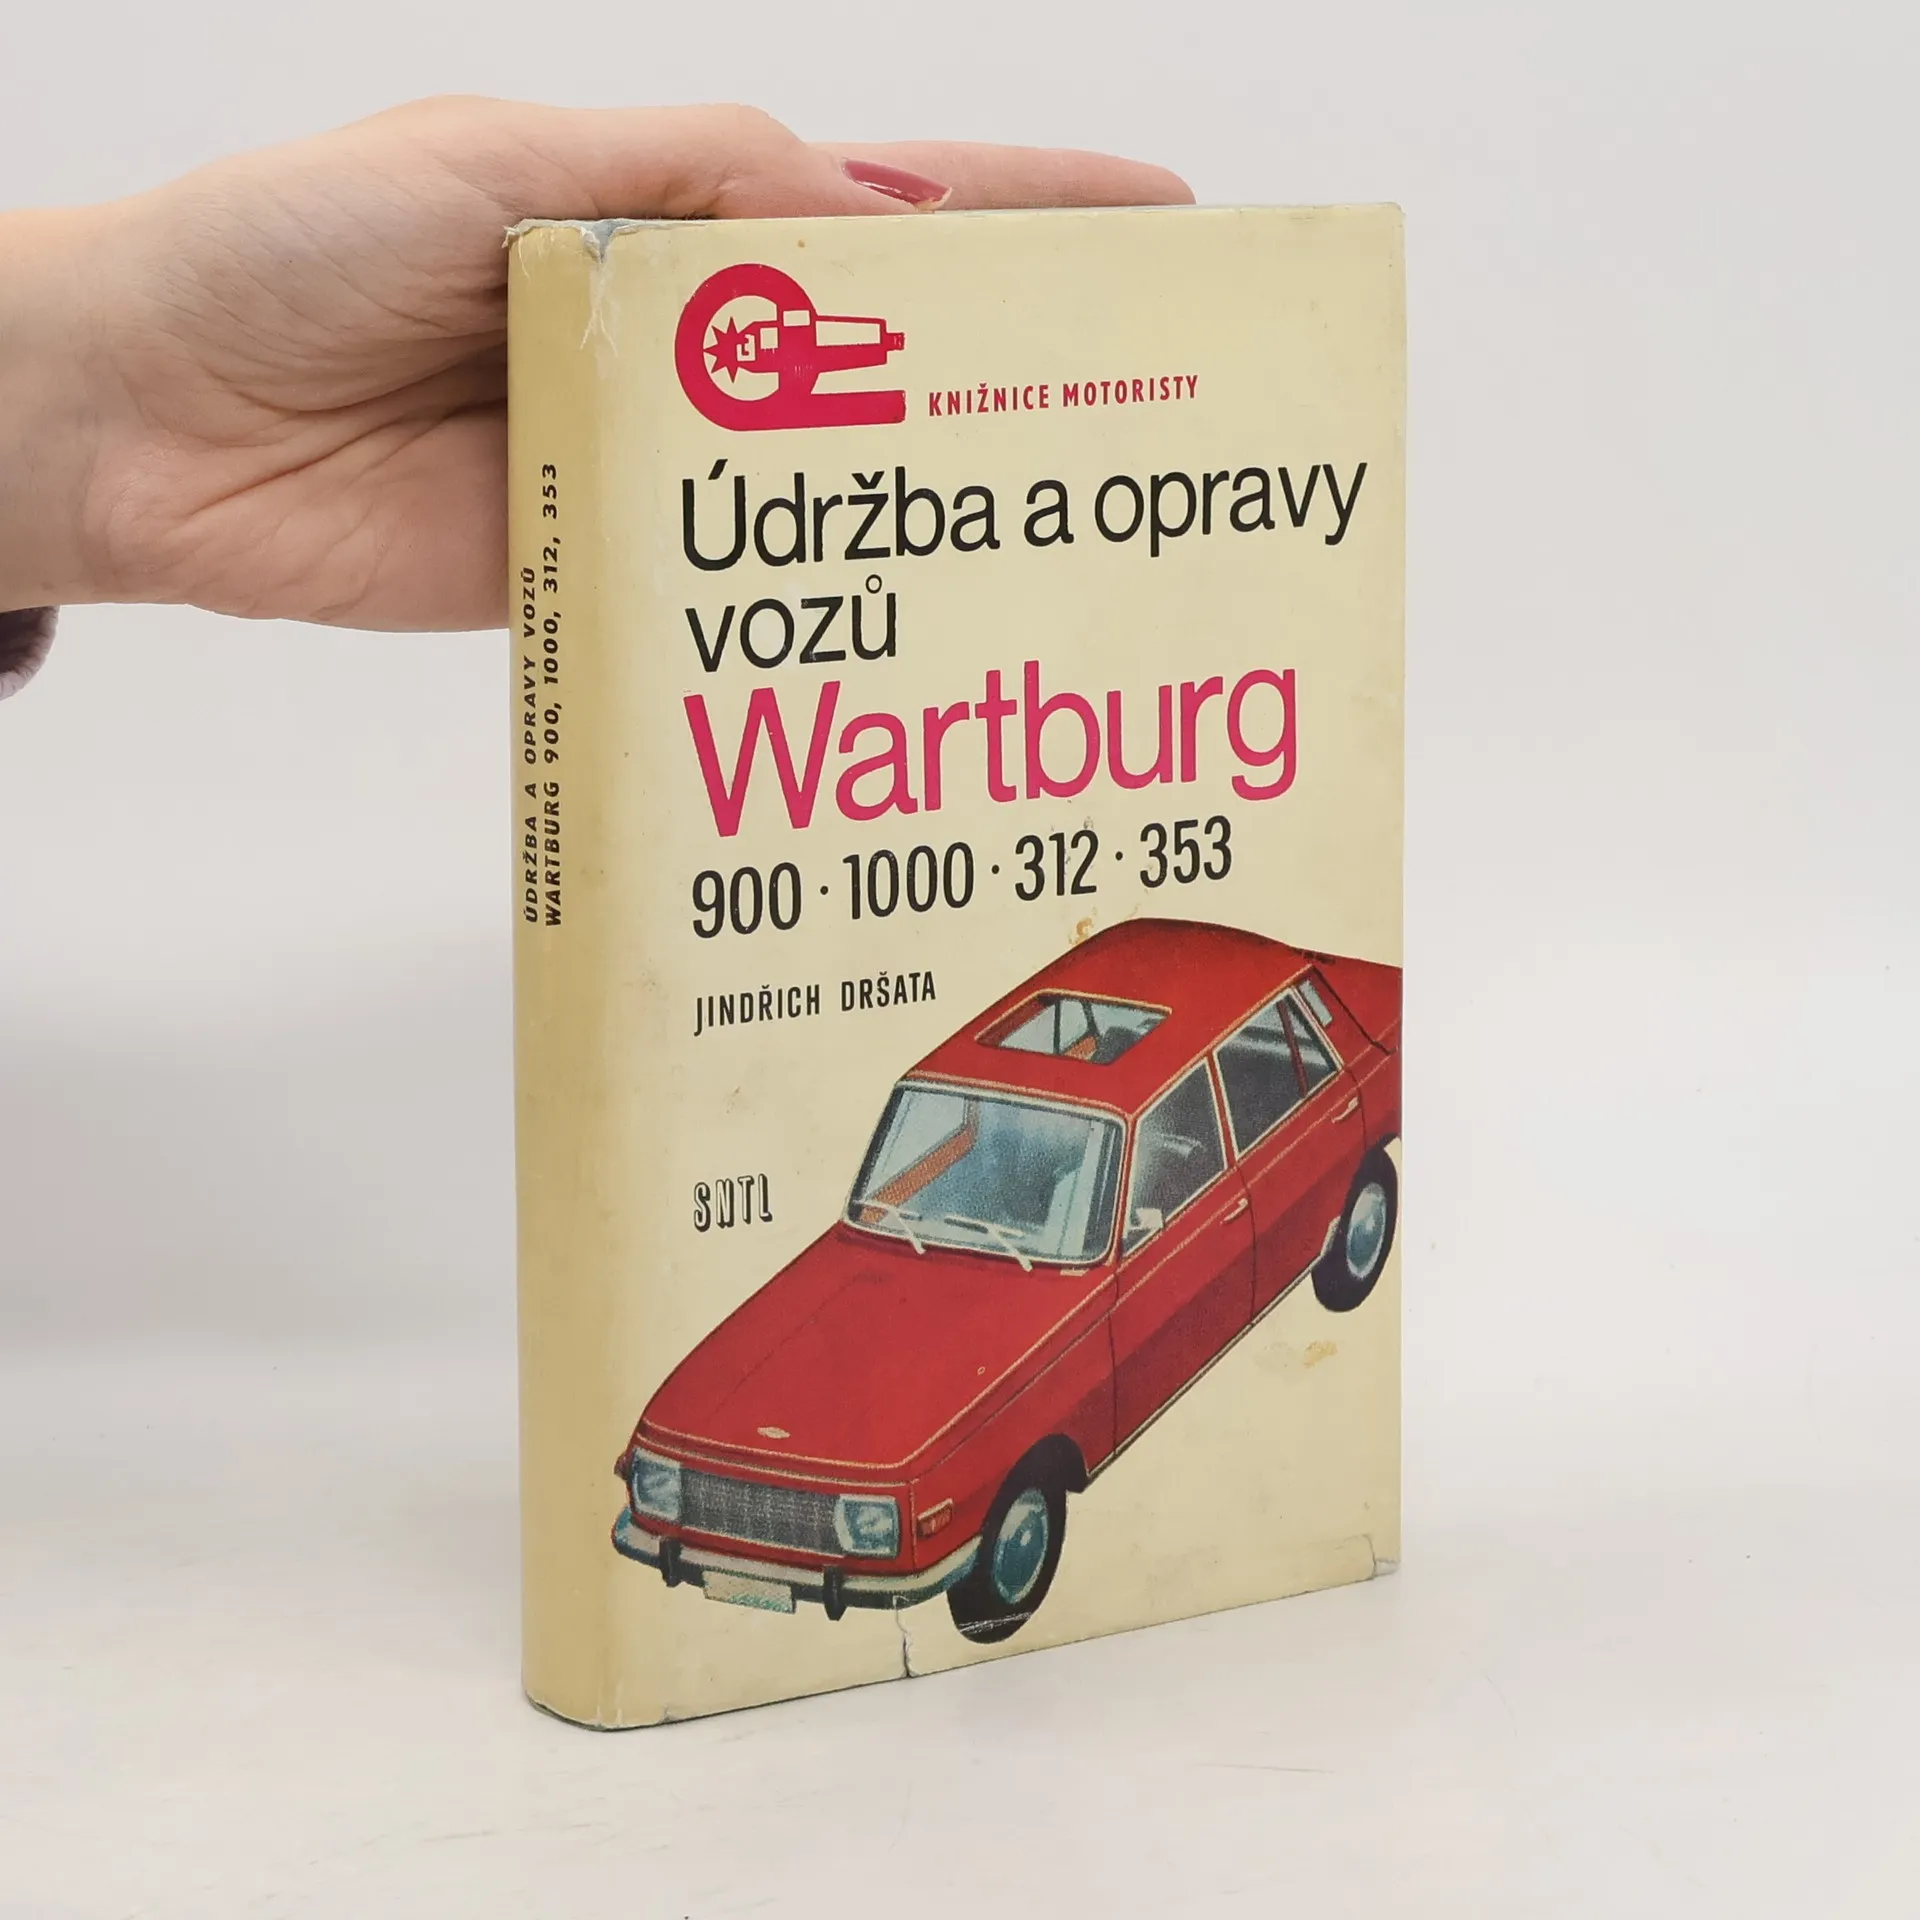 KNIŽNICE MOTORISTY
Údržba a opravy
vozů
Wartburg
900 · 1000 · 312 · 353
JINDŘICH DRŠATA
SNTL
ÚDRŽBA A OPRAVY VOZŮ
WARTBURG 900, 1000, 312, 353